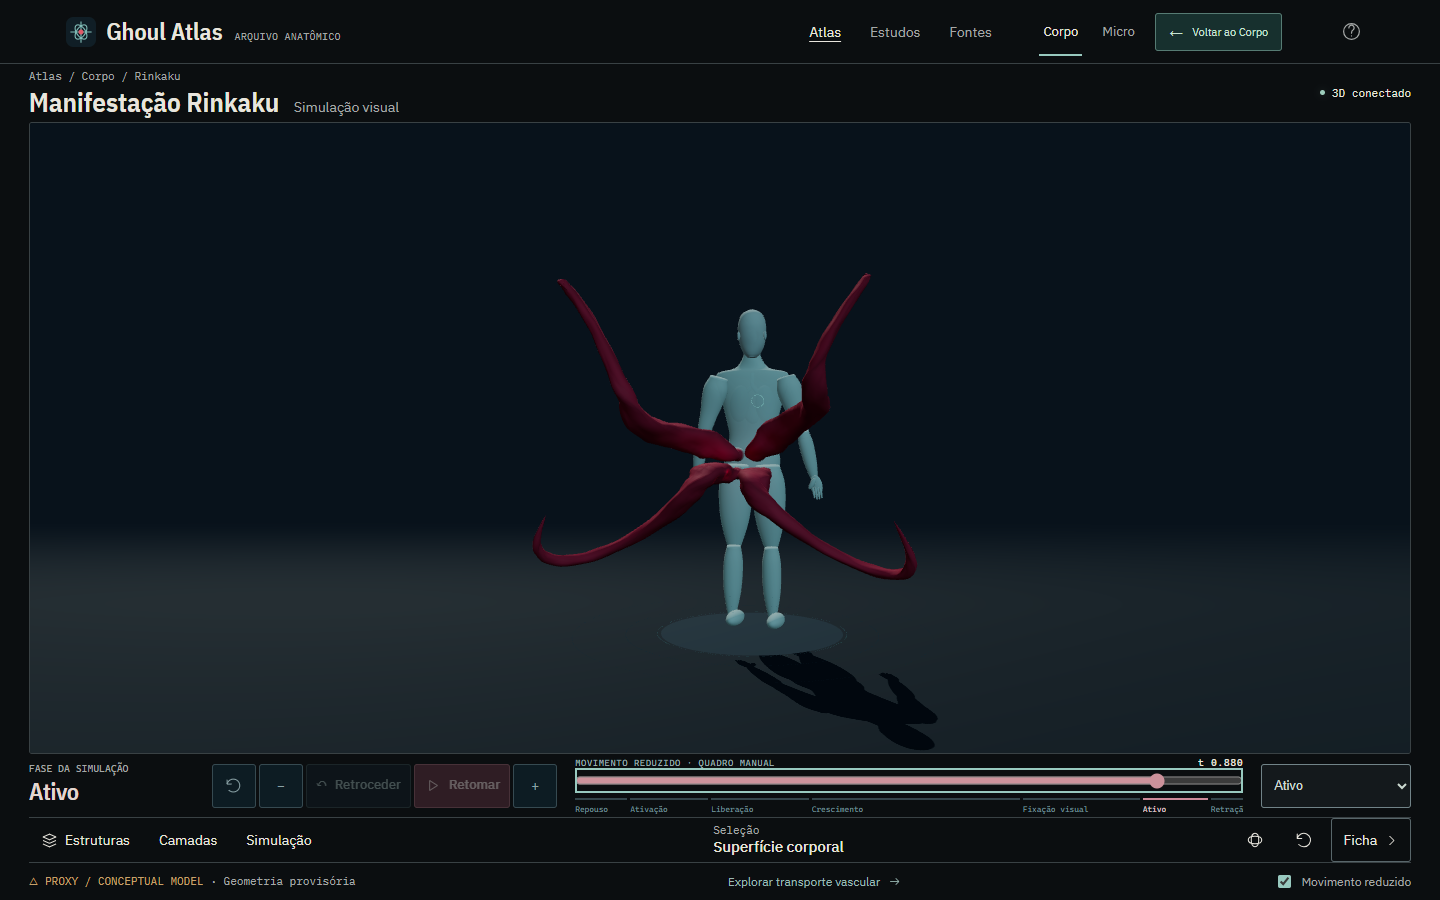 Ghoul Atlas ARQUIVO ANATÔMICO
Atlas Estudos Fontes Corpo Micro ← Voltar ao Corpo
Atlas / Corpo / Rinkaku
Manifestação Rinkaku Simulação visual
3D conectado
FASE DA SIMULAÇÃO
Ativo
− Retroceder Retomar +
MOVIMENTO REDUZIDO · QUADRO MANUAL t 0.880
Repouso Ativação Liberação Crescimento Fixação visual Ativo Retraçã
Ativo
Estruturas Camadas Simulação
Seleção
Superfície corporal
Ficha
PROXY / CONCEPTUAL MODEL · Geometria provisória
Explorar transporte vascular →
Movimento reduzido